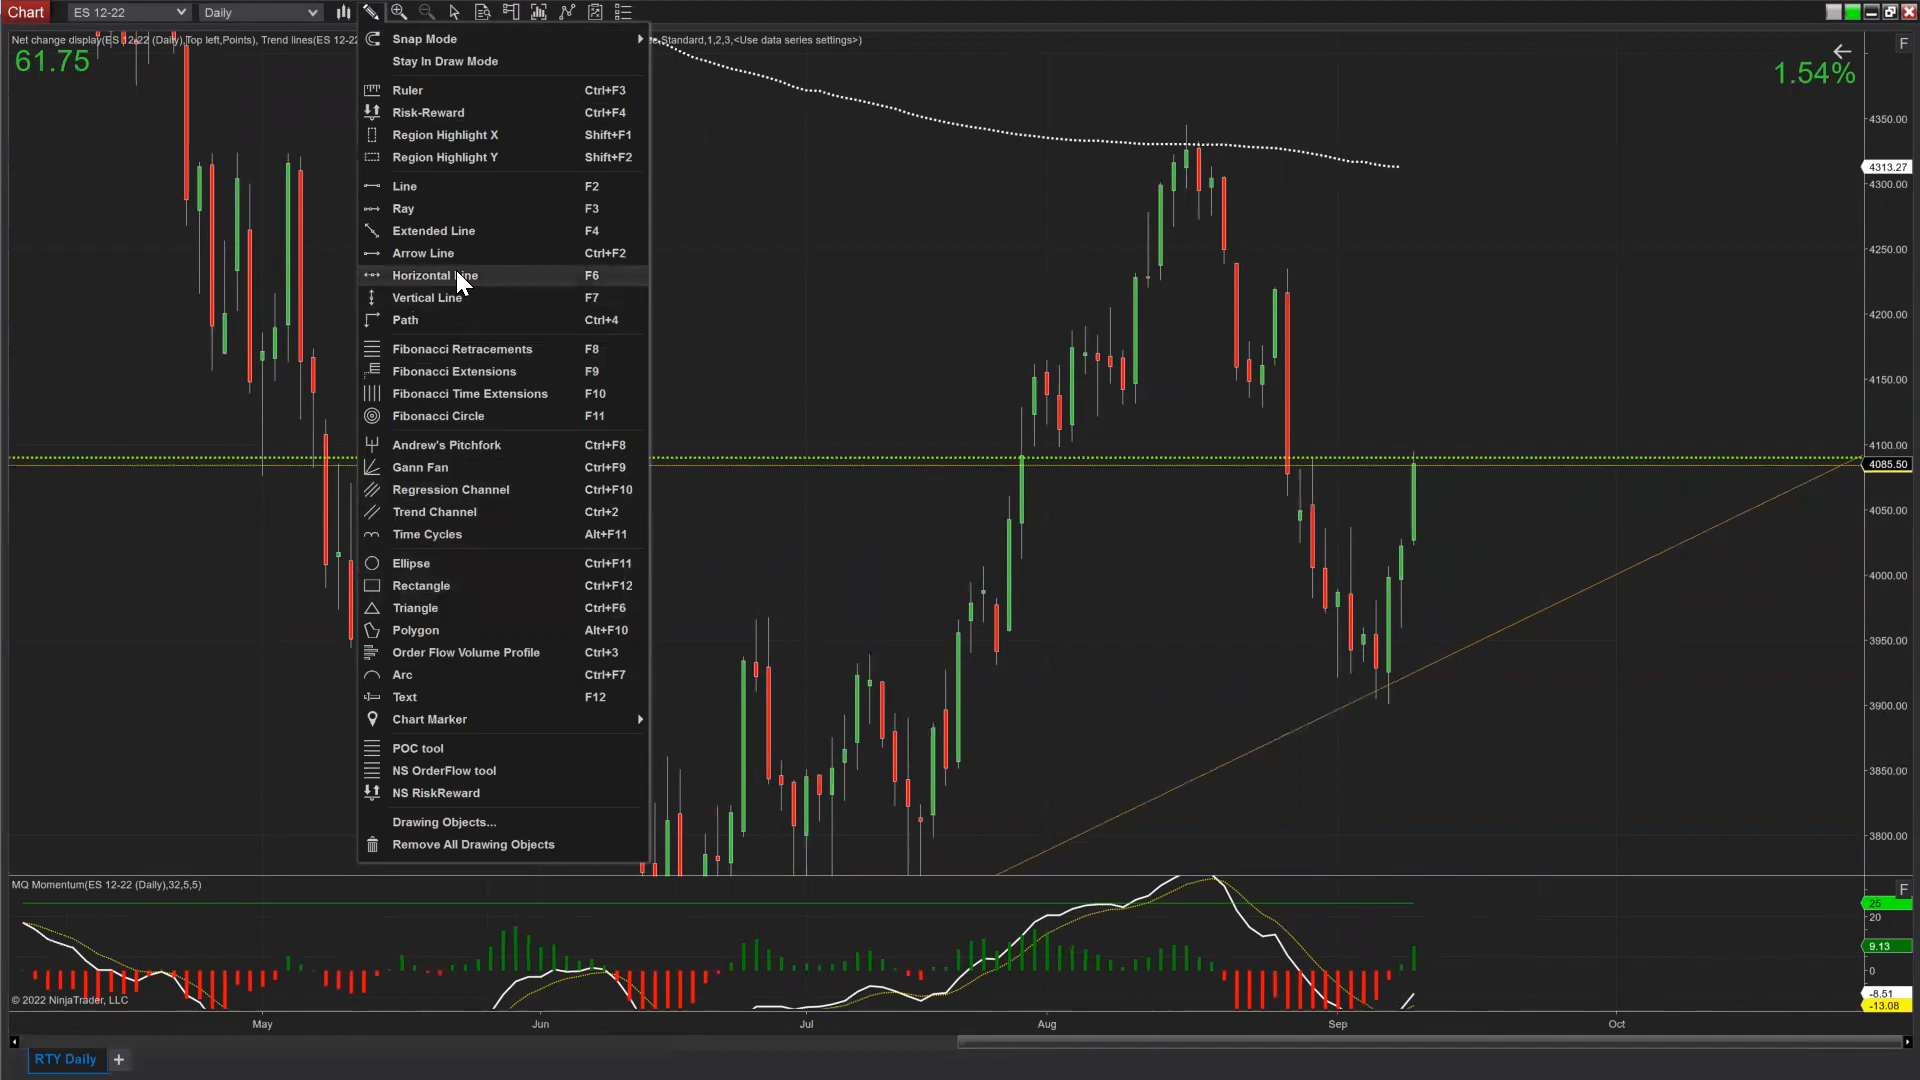 Chart
ES 12-22
Daily
Net change display(ES 12-22 (Daily),Top left,Points), Trend lines(ES 12-22
Standard,1,2,3,<Use data series settings>)
F
61.75
1.54%
Snap Mode
Stay In Draw Mode
Ruler Ctrl+F3
Risk-Reward Ctrl+F4
Region Highlight X Shift+F1
Region Highlight Y Shift+F2
Line F2
Ray F3
Extended Line F4
Arrow Line Ctrl+F2
Horizontal Line F6
Vertical Line F7
Path Ctrl+4
Fibonacci Retracements F8
Fibonacci Extensions F9
Fibonacci Time Extensions F10
Fibonacci Circle F11
Andrew's Pitchfork Ctrl+F8
Gann Fan Ctrl+F9
Regression Channel Ctrl+F10
Trend Channel Ctrl+2
Time Cycles Alt+F11
Ellipse Ctrl+F11
Rectangle Ctrl+F12
Triangle Ctrl+F6
Polygon Alt+F10
Order Flow Volume Profile Ctrl+3
Arc Ctrl+F7
Text F12
Chart Marker
POC tool
NS OrderFlow tool
NS RiskReward
Drawing Objects...
Remove All Drawing Objects
4350.00
4313.27
4300.00
4250.00
4200.00
4150.00
4100.00
4085.50
4050.00
4000.00
3950.00
3900.00
3850.00
3800.00
MQ Momentum(ES 12-22 (Daily),32,5,5)
F
25
20
9.13
0
-8.51
-13.08
© 2022 NinjaTrader, LLC
May
Jun
Jul
Aug
Sep
Oct
RTY Daily
+